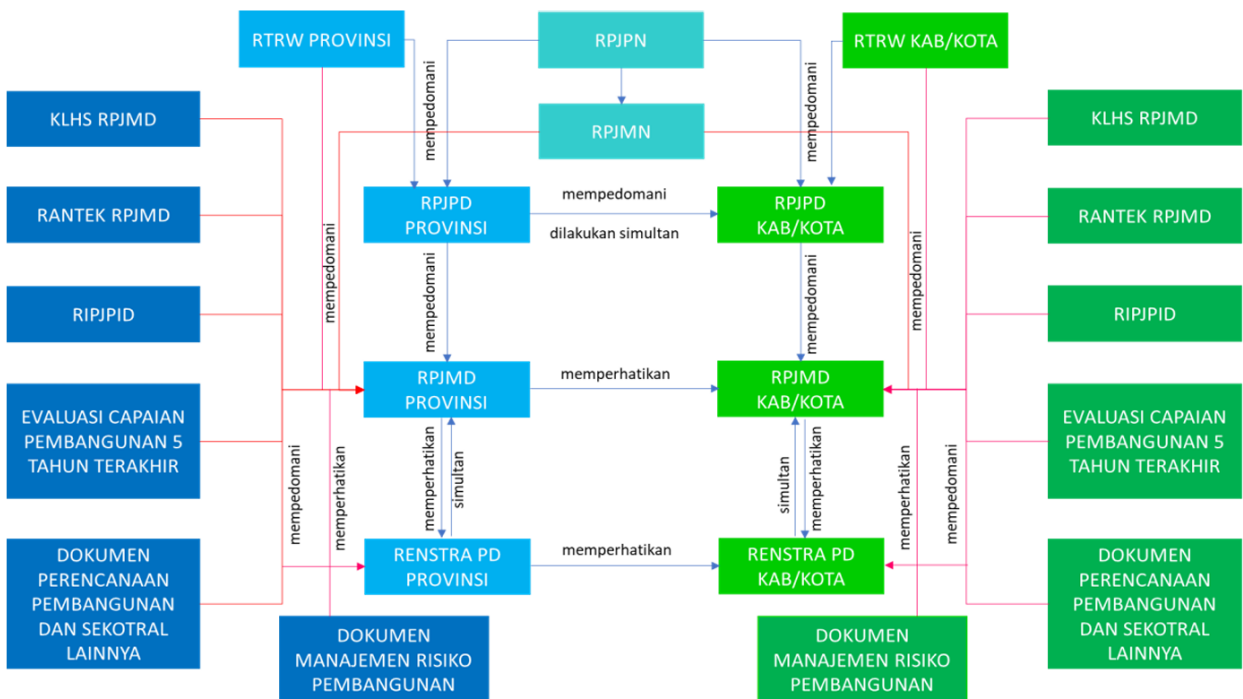 RTRW PROVINSI
RPJPN
RTRW KAB/KOTA
mempedomani
mempedomani
KLHS RPJMD
RPJMN
KLHS RPJMD
RANTEK RPJMD
RPJPD
PROVINSI
mempedomani
dilakukan simultan
RPJPD
KAB/KOTA
RANTEK RPJMD
mempedomani
mempedomani
mempedomani
mempedomani
RIPJPID
RIPJPID
RPJMD
PROVINSI
memperhatikan
RPJMD
KAB/KOTA
EVALUASI CAPAIAN
PEMBANGUNAN 5
TAHUN TERAKHIR
mempedomani
memperhatikan
memperhatikan
simultan
simultan
memperhatikan
memperhatikan
mempedomani
EVALUASI CAPAIAN
PEMBANGUNAN 5
TAHUN TERAKHIR
RENSTRA PD
PROVINSI
memperhatikan
RENSTRA PD
KAB/KOTA
DOKUMEN
PERENCANAAN
PEMBANGUNAN
DAN SEKOTRAL
LAINNYA
DOKUMEN
MANAJEMEN RISIKO
PEMBANGUNAN
DOKUMEN
MANAJEMEN RISIKO
PEMBANGUNAN
DOKUMEN
PERENCANAAN
PEMBANGUNAN
DAN SEKOTRAL
LAINNYA